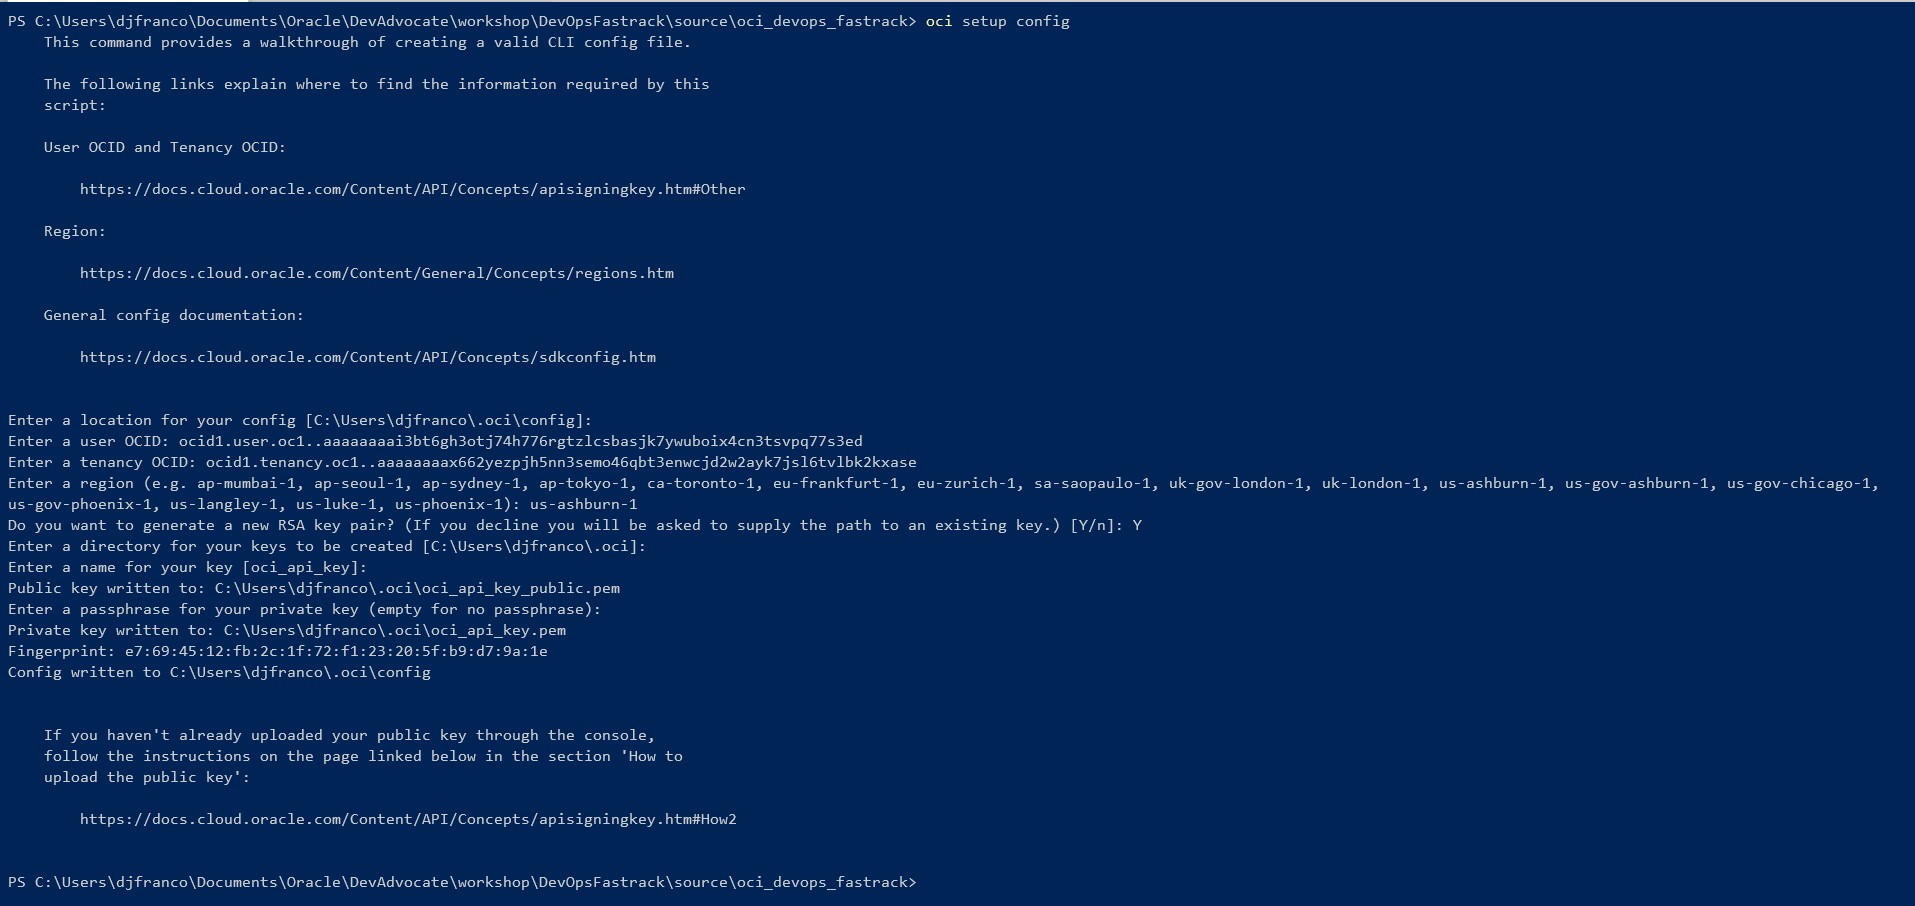 PS C:\Users\djfranco\Documents\Oracle\DevAdvocate\workshop\DevOpsFastrack\source\oci_devops_fastrack> oci setup config
This command provides a walkthrough of creating a valid CLI config file.
The following links explain where to find the information required by this
script:
User OCID and Tenancy OCID:
https://docs.cloud.oracle.com/Content/API/Concepts/apisigningkey.htm#Other
Region:
https://docs.cloud.oracle.com/Content/General/Concepts/regions.htm
General config documentation:
https://docs.cloud.oracle.com/Content/API/Concepts/sdkconfig.htm
Enter a location for your config [C:\Users\djfranco\.oci\config]:
Enter a user OCID: ocid1.user.oc1..aaaaaaaai3bt6gh3otj74h776rgtzlcsbasjk7ywuboix4cn3tsvpq77s3ed
Enter a tenancy OCID: ocid1.tenancy.oc1..aaaaaaaax662yezpjh5nn3semo46qbt3enwcjd2w2ayk7jsl6tvlbk2kxase
Enter a region (e.g. ap-mumbai-1, ap-seoul-1, ap-sydney-1, ap-tokyo-1, ca-toronto-1, eu-frankfurt-1, eu-zurich-1, sa-saopaulo-1, uk-gov-london-1, uk-london-1, us-ashburn-1, us-gov-ashburn-1, us-gov-chicago-1,
us-gov-phoenix-1, us-langley-1, us-luke-1, us-phoenix-1): us-ashburn-1
Do you want to generate a new RSA key pair? (If you decline you will be asked to supply the path to an existing key.) [Y/n]: Y
Enter a directory for your keys to be created [C:\Users\djfranco\.oci]:
Enter a name for your key [oci_api_key]:
Public key written to: C:\Users\djfranco\.oci\oci_api_key_public.pem
Enter a passphrase for your private key (empty for no passphrase):
Private key written to: C:\Users\djfranco\.oci\oci_api_key.pem
Fingerprint: e7:69:45:12:fb:2c:1f:72:f1:23:20:5f:b9:d7:9a:1e
Config written to C:\Users\djfranco\.oci\config
If you haven't already uploaded your public key through the console,
follow the instructions on the page linked below in the section 'How to
upload the public key':
https://docs.cloud.oracle.com/Content/API/Concepts/apisigningkey.htm#How2
PS C:\Users\djfranco\Documents\Oracle\DevAdvocate\workshop\DevOpsFastrack\source\oci_devops_fastrack>